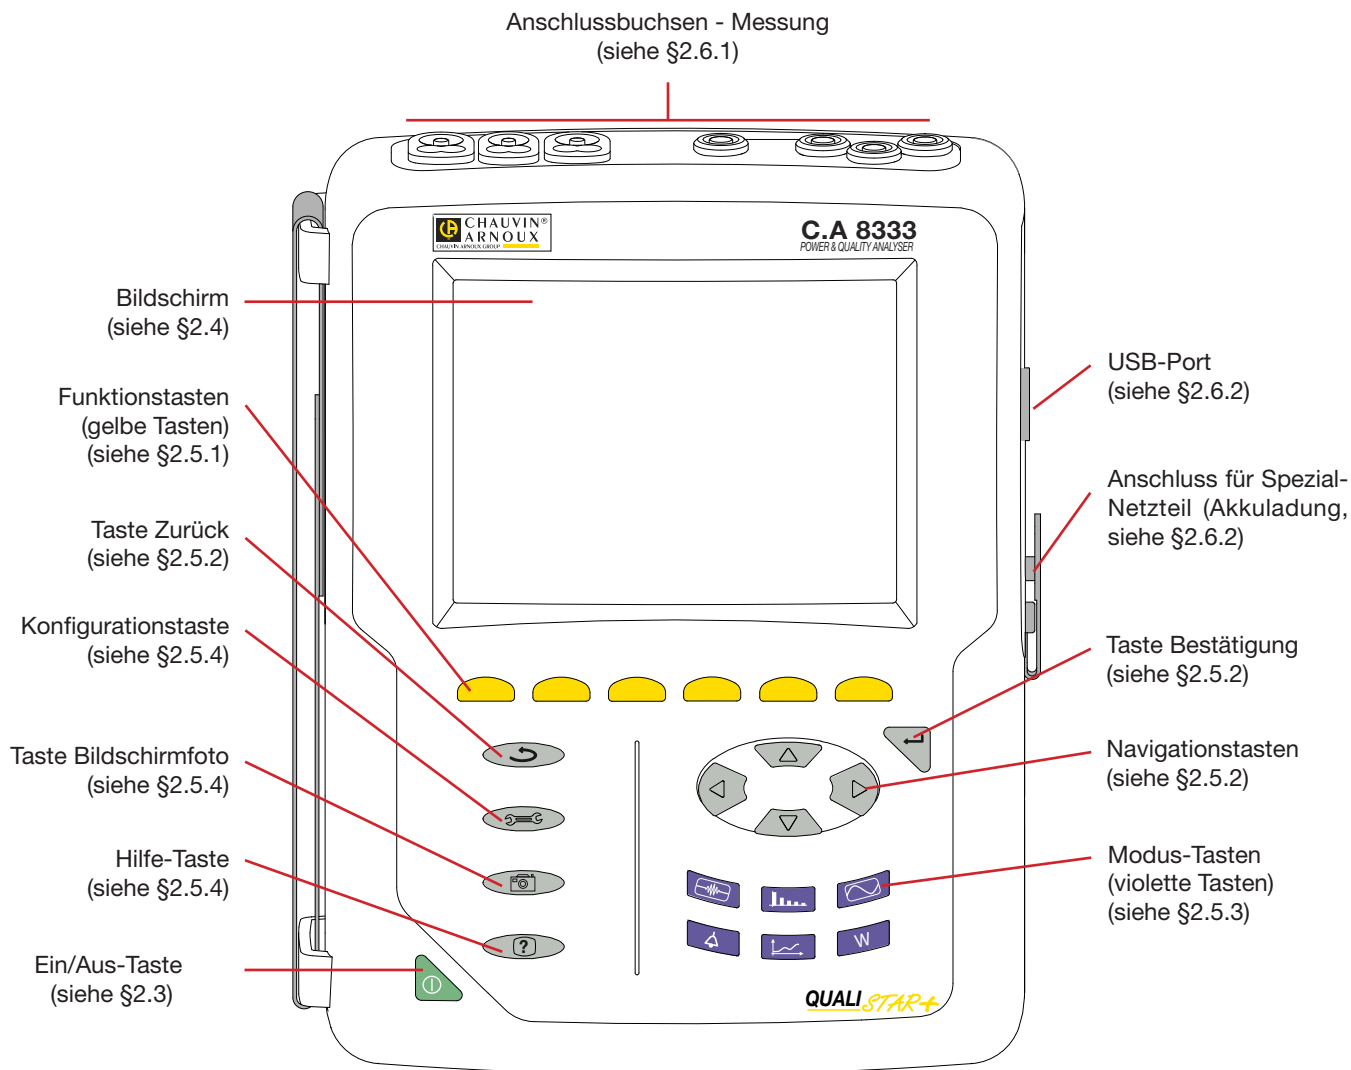 Anschlussbuchsen - Messung
(siehe §2.6.1)
CHAUVIN®
ARNOUX
CHAUVIN ARNOUX GROUP
C.A 8333
POWER & QUALITY ANALYSER
Bildschirm
(siehe §2.4)
Funktionstasten
(gelbe Tasten)
(siehe §2.5.1)
Taste Zurück
(siehe §2.5.2)
Konfigurationstaste
(siehe §2.5.4)
Taste Bildschirmfoto
(siehe §2.5.4)
Hilfe-Taste
(siehe §2.5.4)
Ein/Aus-Taste
(siehe §2.3)
USB-Port
(siehe §2.6.2)
Anschluss für Spezial-
Netzteil (Akkuladung,
siehe §2.6.2)
Taste Bestätigung
(siehe §2.5.2)
Navigationstasten
(siehe §2.5.2)
Modus-Tasten
(violette Tasten)
(siehe §2.5.3)
?
W
QUALISTAR+